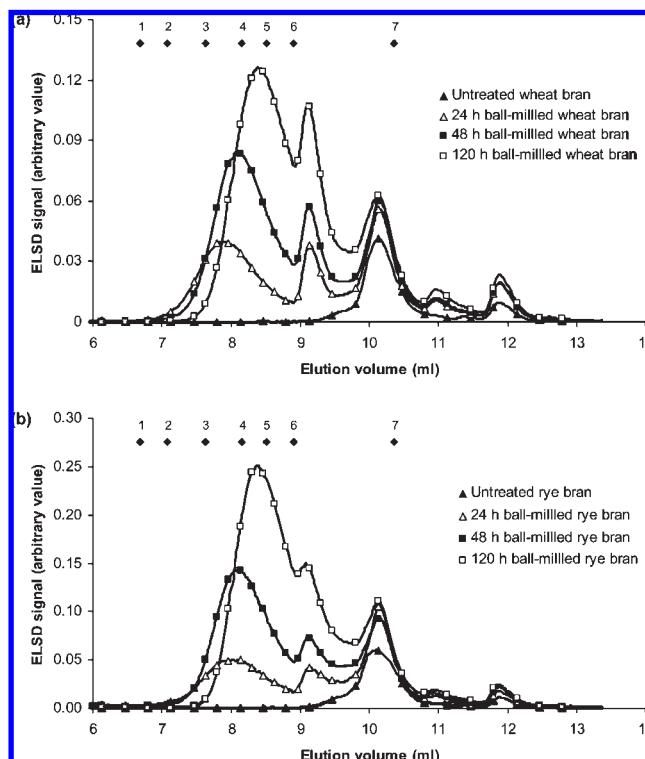 (a)
0.15
1 2 3 4 5 6 7
Untreated wheat bran
24 h ball-millled wheat bran
48 h ball-millled wheat bran
120 h ball-millled wheat bran
0.12
0.09
0.06
0.03
0
ELSD signal (arbitrary value)
6 7 8 9 10 11 12 13 14
Elution volume (ml)
(b)
0.30
1 2 3 4 5 6 7
Untreated rye bran
24 h ball-millled rye bran
48 h ball-millled rye bran
120 h ball-millled rye bran
0.25
0.20
0.15
0.10
0.05
0.00
ELSD signal (arbitrary value)
6 7 8 9 10 11 12 13
Elution volume (ml)